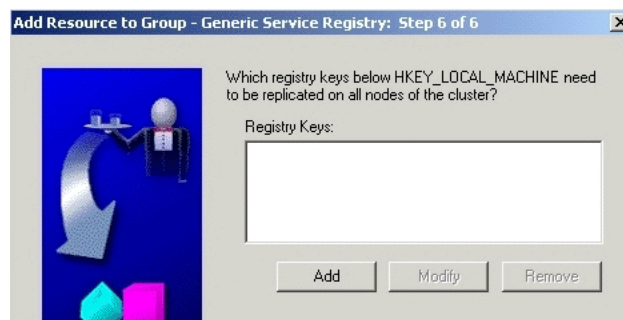 Add Resource to Group - Generic Service Registry: Step 6 of 6
Which registry keys below HKEY_LOCAL_MACHINE need
to be replicated on all nodes of the cluster?
Registry Keys:
Add Modify Remove